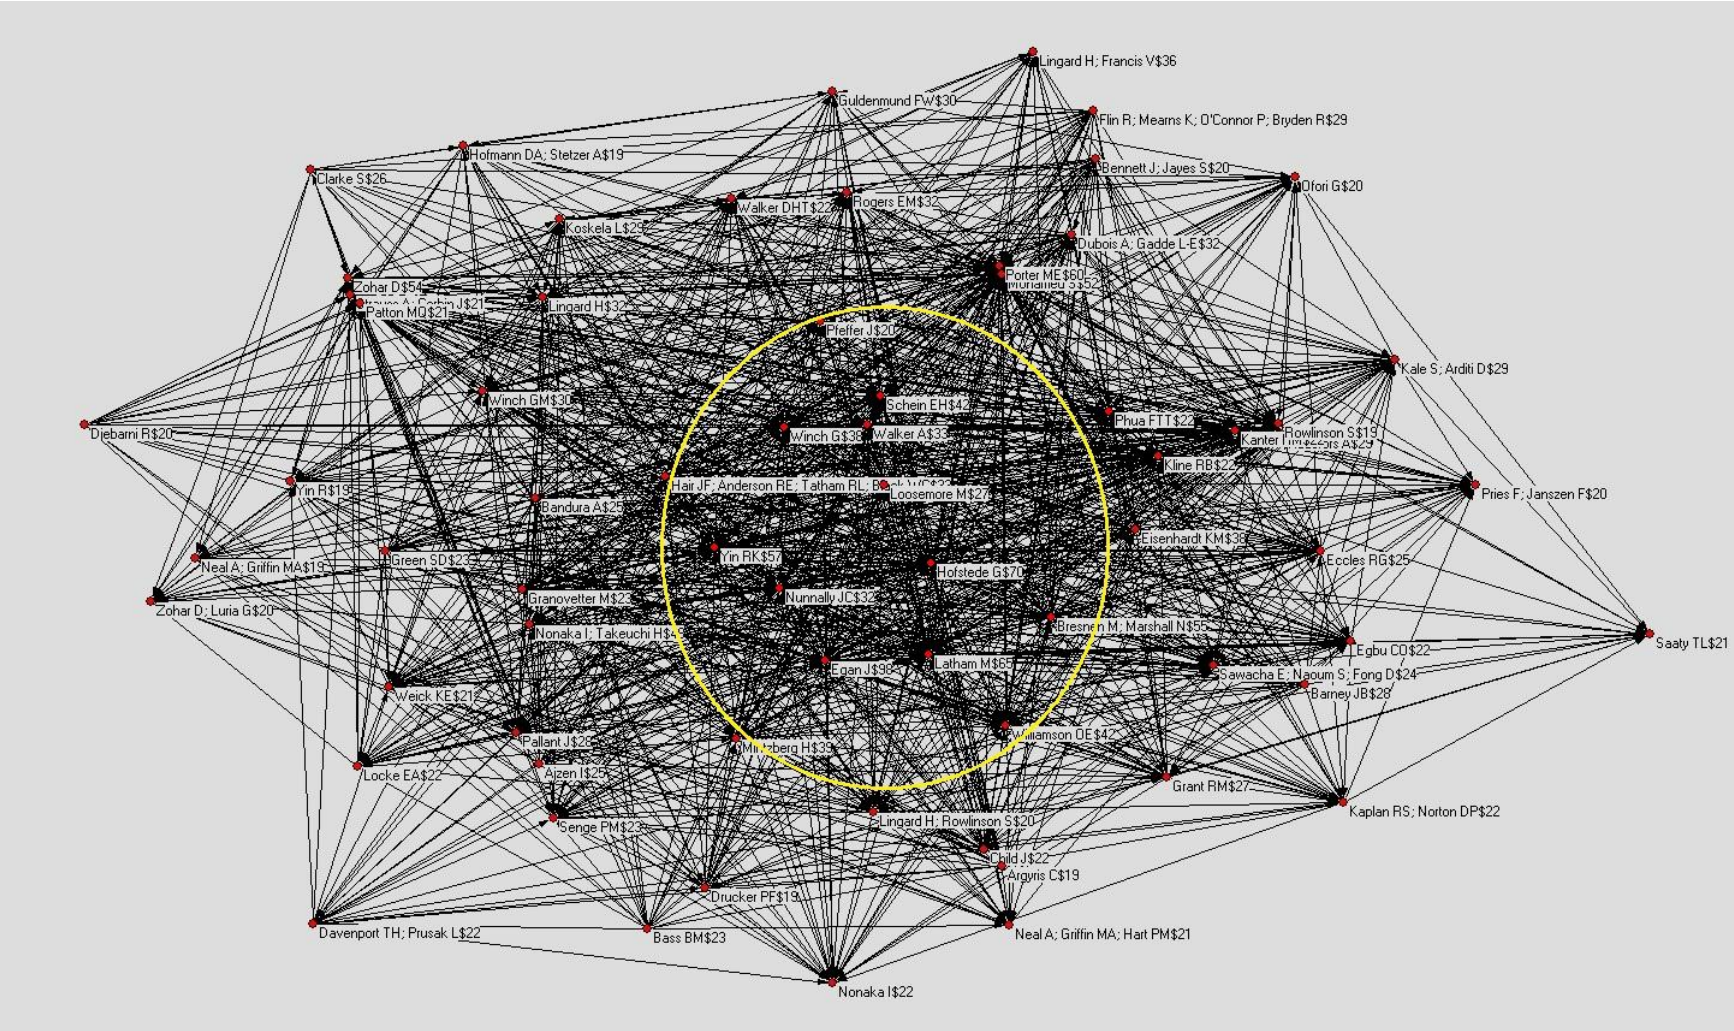 Lingard H; Francis V$36
Guldenmund FW$30
Flin R; Mearns K; O'Connor P; Bryden R$29
Hofmann DA; Stetzer A$19
Bennett J; Jayes S$20
Clarke S$26
Ofori G$20
Walker DHT$22
Rogers EM$32
Koskela L$29
Dubois A; Gadde L-E$32
Porter ME$60
Mohamed S$52
Zohar D$54
Corbin J$21
Patton MQ$21
Lingard H$32
Pfeffer J$20
Kale S; Arditi D$29
Winch GM$30
Schein EH$42
Phua FTT$22
Djebarni R$20
Winch G$38
Walker A$33
Rowlinson S$19
Kanter
A$29
Kline RB$22
Yin R$19
Hair JF; Anderson RE; Tatham RL;
Loosemore M$27
Pries F; Janszen F$20
Bandura A$25
Eisenhardt KM$38
Yin RK$57
Green SD$23
Eccles RG$25
Neal A; Griffin MA$19
Hofstede G$70
Nunnally JC$32
Granovetter M$23
Zohar D; Luria G$20
Bresnen M; Marshall N$55
Nonaka I; Takeuchi
Saaty TL$21
Egbu CO$22
Latham M$65
Egan J$98
Sawacha E; Naoum S; Fong D$24
Weick KE$21
Barney JB$28
Williamson OE$42
Pallant J$28
Mintzberg H$39
Ajzen I$25
Locke EA$22
Grant RM$27
Kaplan RS; Norton DP$22
Lingard H; Rowlinson S$20
Senge PM$23
Child J$22
Argyris C$19
Drucker PF$19
Davenport TH; Prusak L$22
Bass BM$23
Neal A; Griffin MA; Hart PM$21
Nonaka I$22